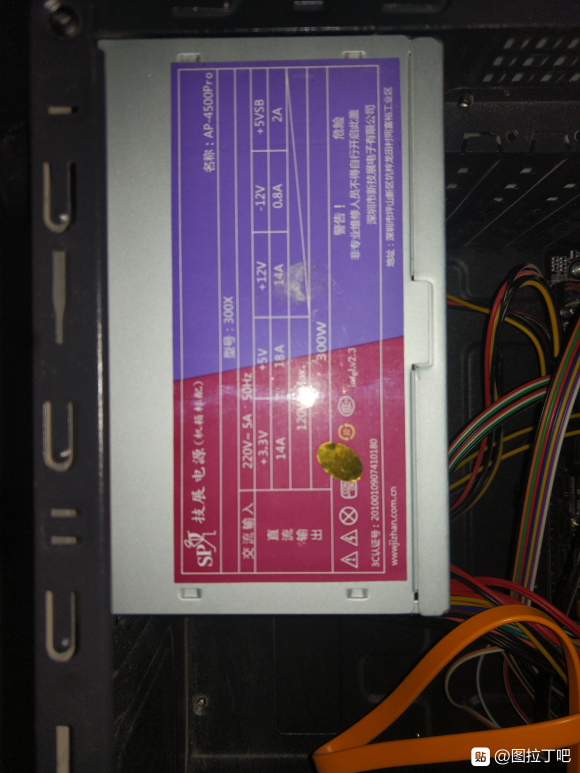 SP 技展 电源 (机箱标配)
名称：AP-4500Pro
型号：300X
交流输入 220V~ 5A 50Hz
直流输出
+3.3V +5V +12V -12V +5VSB
14A 18A 14A 0.8A 2A
120
300W
警告！ 危险
非专业维修人员不得自行开启此盖
3C认证号：2010010907410180
深圳市新技展电子有限公司
www.jizhan.com.cn
地址：深圳市坪山新区坑梓龙田村同富裕工业区
贴 @图拉丁吧